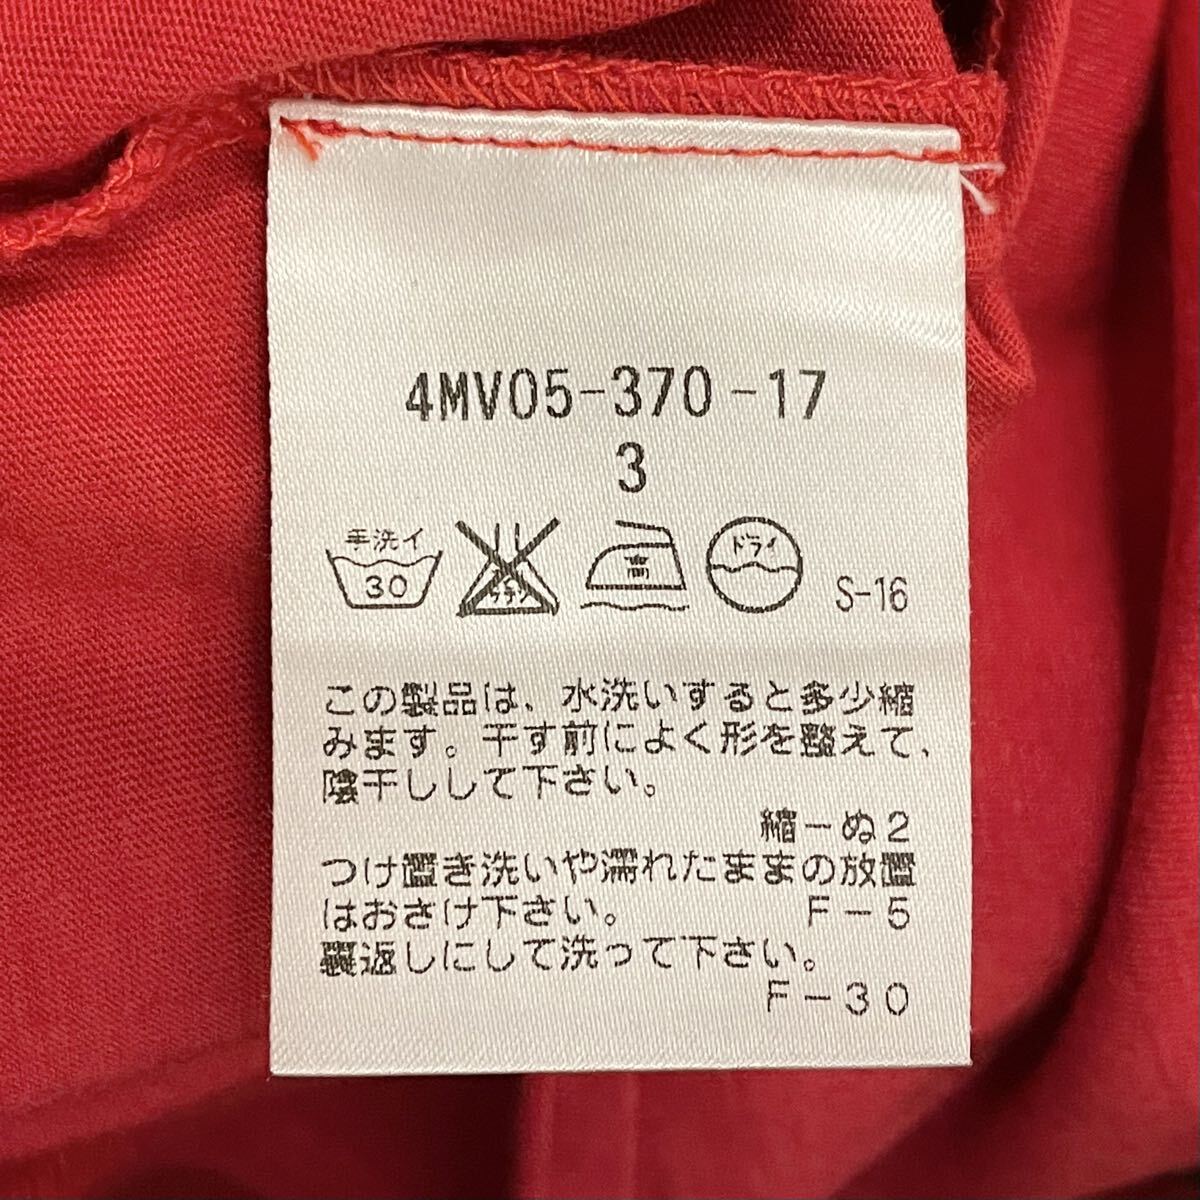 4MV05-370-17
3
手洗イ
30
高
ドライ
S-16
この製品は、水洗いすると多少縮
みます。干す前によく形を整えて、
陰干しして下さい。
縮-ぬ2
つけ置き洗いや濡れたままの放置
はおさけ下さい。 F-5
裏返しにして洗って下さい。
F-30